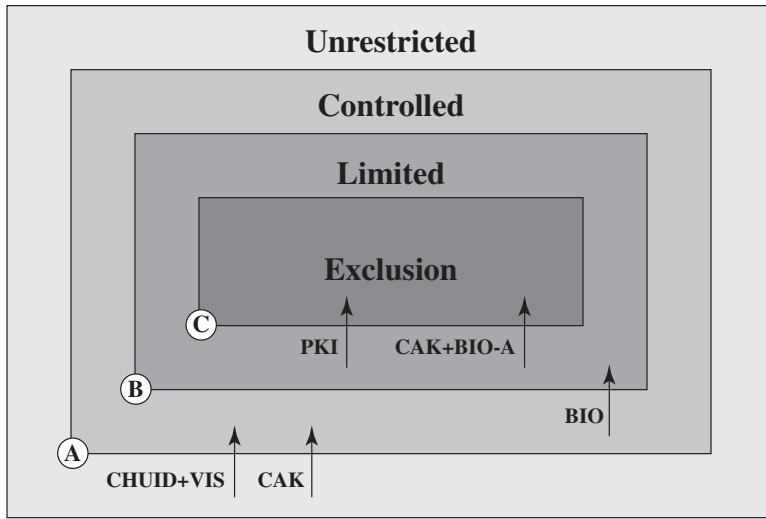 Unrestricted
Controlled
Limited
Exclusion
C
PKI
CAK+BIO-A
B
BIO
A
CHUID+VIS
CAK